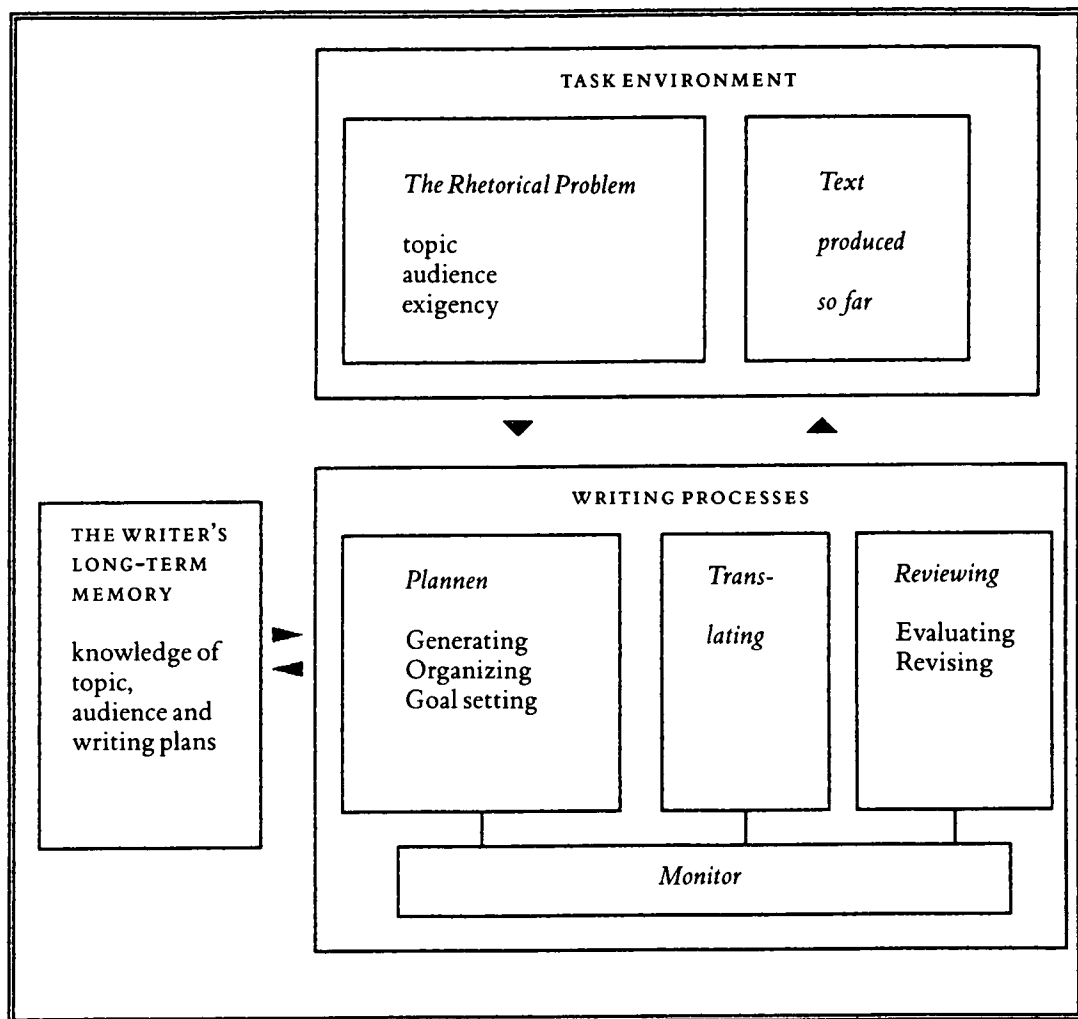 TASK ENVIRONMENT
The Rhetorical Problem
topic
audience
exigency
Text
produced
so far
THE WRITER'S
LONG-TERM
MEMORY
knowledge of
topic,
audience and
writing plans
WRITING PROCESSES
Plannen
Generating
Organizing
Goal setting
Trans-
lating
Reviewing
Evaluating
Revising
Monitor